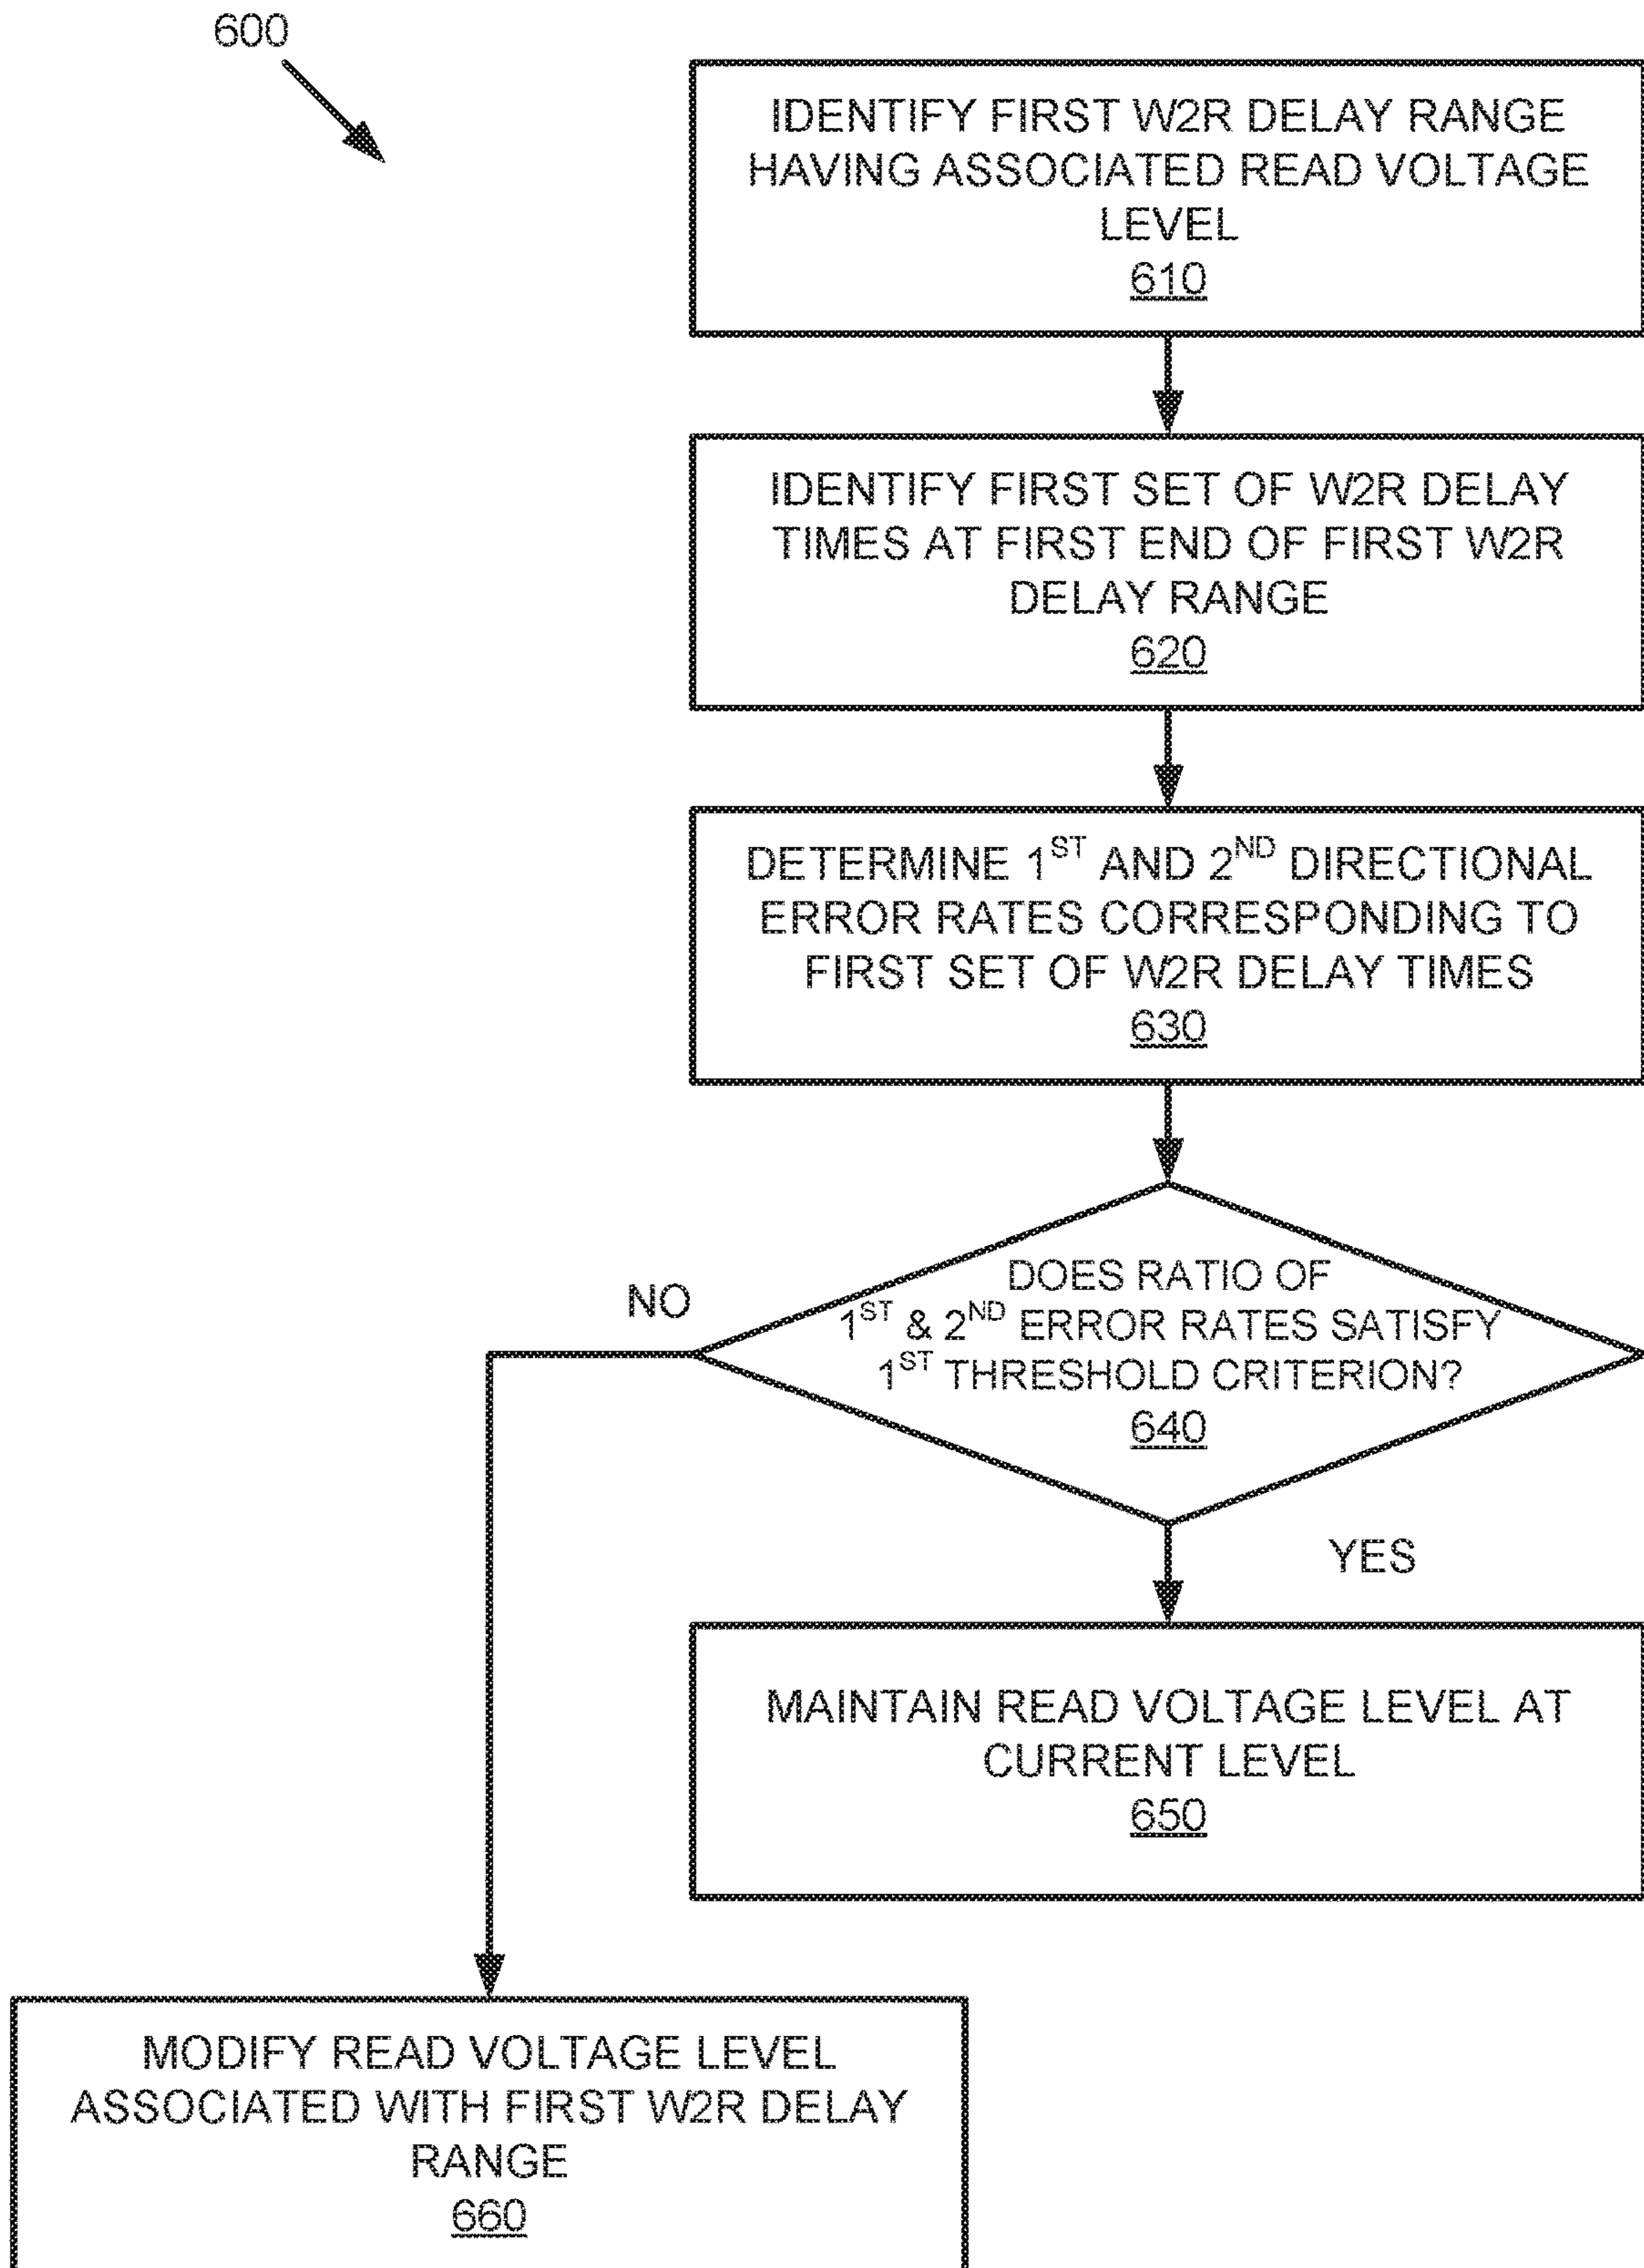 600
IDENTIFY FIRST W2R DELAY RANGE
HAVING ASSOCIATED READ VOLTAGE
LEVEL
610
IDENTIFY FIRST SET OF W2R DELAY
TIMES AT FIRST END OF FIRST W2R
DELAY RANGE
620
DETERMINE 1ST AND 2ND DIRECTIONAL
ERROR RATES CORRESPONDING TO
FIRST SET OF W2R DELAY TIMES
630
DOES RATIO OF
1ST & 2ND ERROR RATES SATISFY
1ST THRESHOLD CRITERION?
640
NO
YES
MAINTAIN READ VOLTAGE LEVEL AT
CURRENT LEVEL
650
MODIFY READ VOLTAGE LEVEL
ASSOCIATED WITH FIRST W2R DELAY
RANGE
660